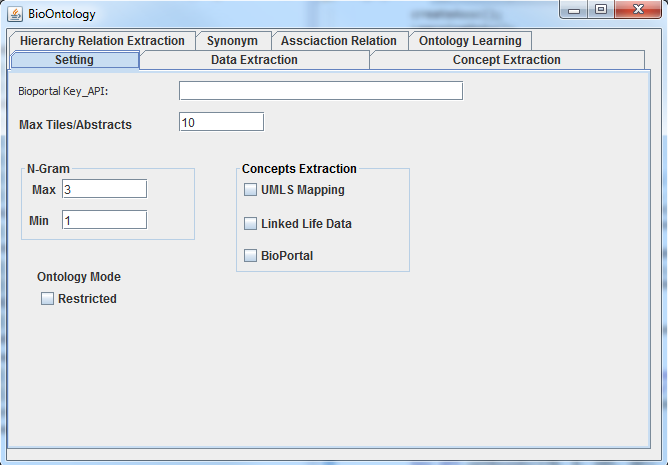 BioOntology
Hierarchy Relation Extraction Synonym Assciaction Relation Ontology Learning
Setting Data Extraction Concept Extraction
Bioportal Key_API:
Max Tiles/Abstracts 10
N-Gram
Max 3
Min 1
Concepts Extraction
UMLS Mapping
Linked Life Data
BioPortal
Ontology Mode
Restricted